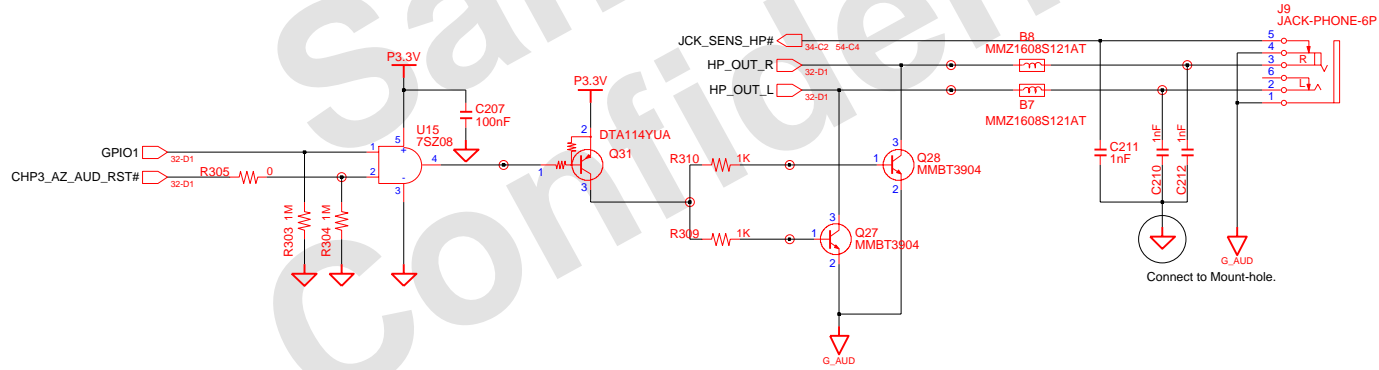 Sam
Confiden
J9
JACK-PHONE-6P
JCK_SENS_HP#
34-C2 54-C4
B8
MMZ1608S121AT
5
4
HP_OUT_R
32-D1
3
R
6
HP_OUT_L
32-D1
2
L
B7
1
MMZ1608S121AT
P3.3V
P3.3V
C207
100nF
U15
7SZ08
5
+
2
DTA114YUA
Q31
GPIO1
32-D1
1
4
1
3
CHP3_AZ_AUD_RST#
32-D1
R305
0
2
-
3
R303 1M
R304 1M
R310
1K
1
3
Q28
MMBT3904
2
R309
1K
1
3
Q27
MMBT3904
2
G_AUD
C211
1nF
C210
1nF
C212
1nF
G_AUD
Connect to Mount-hole.